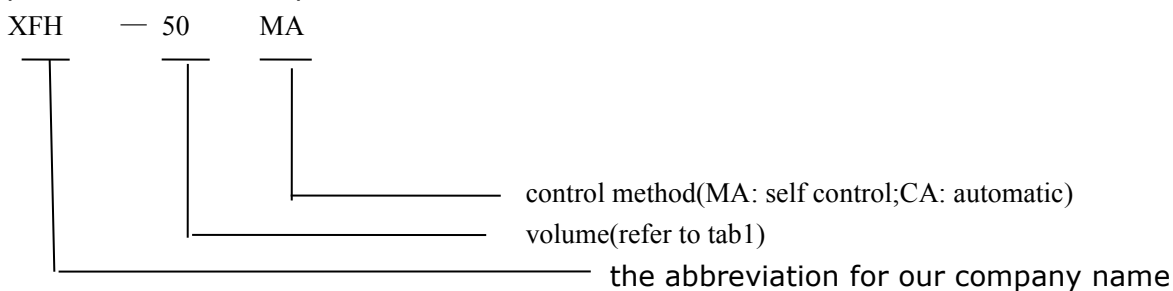 XFH — 50 MA
control method(MA: self control;CA: automatic)
volume(refer to tab1)
the abbreviation for our company name